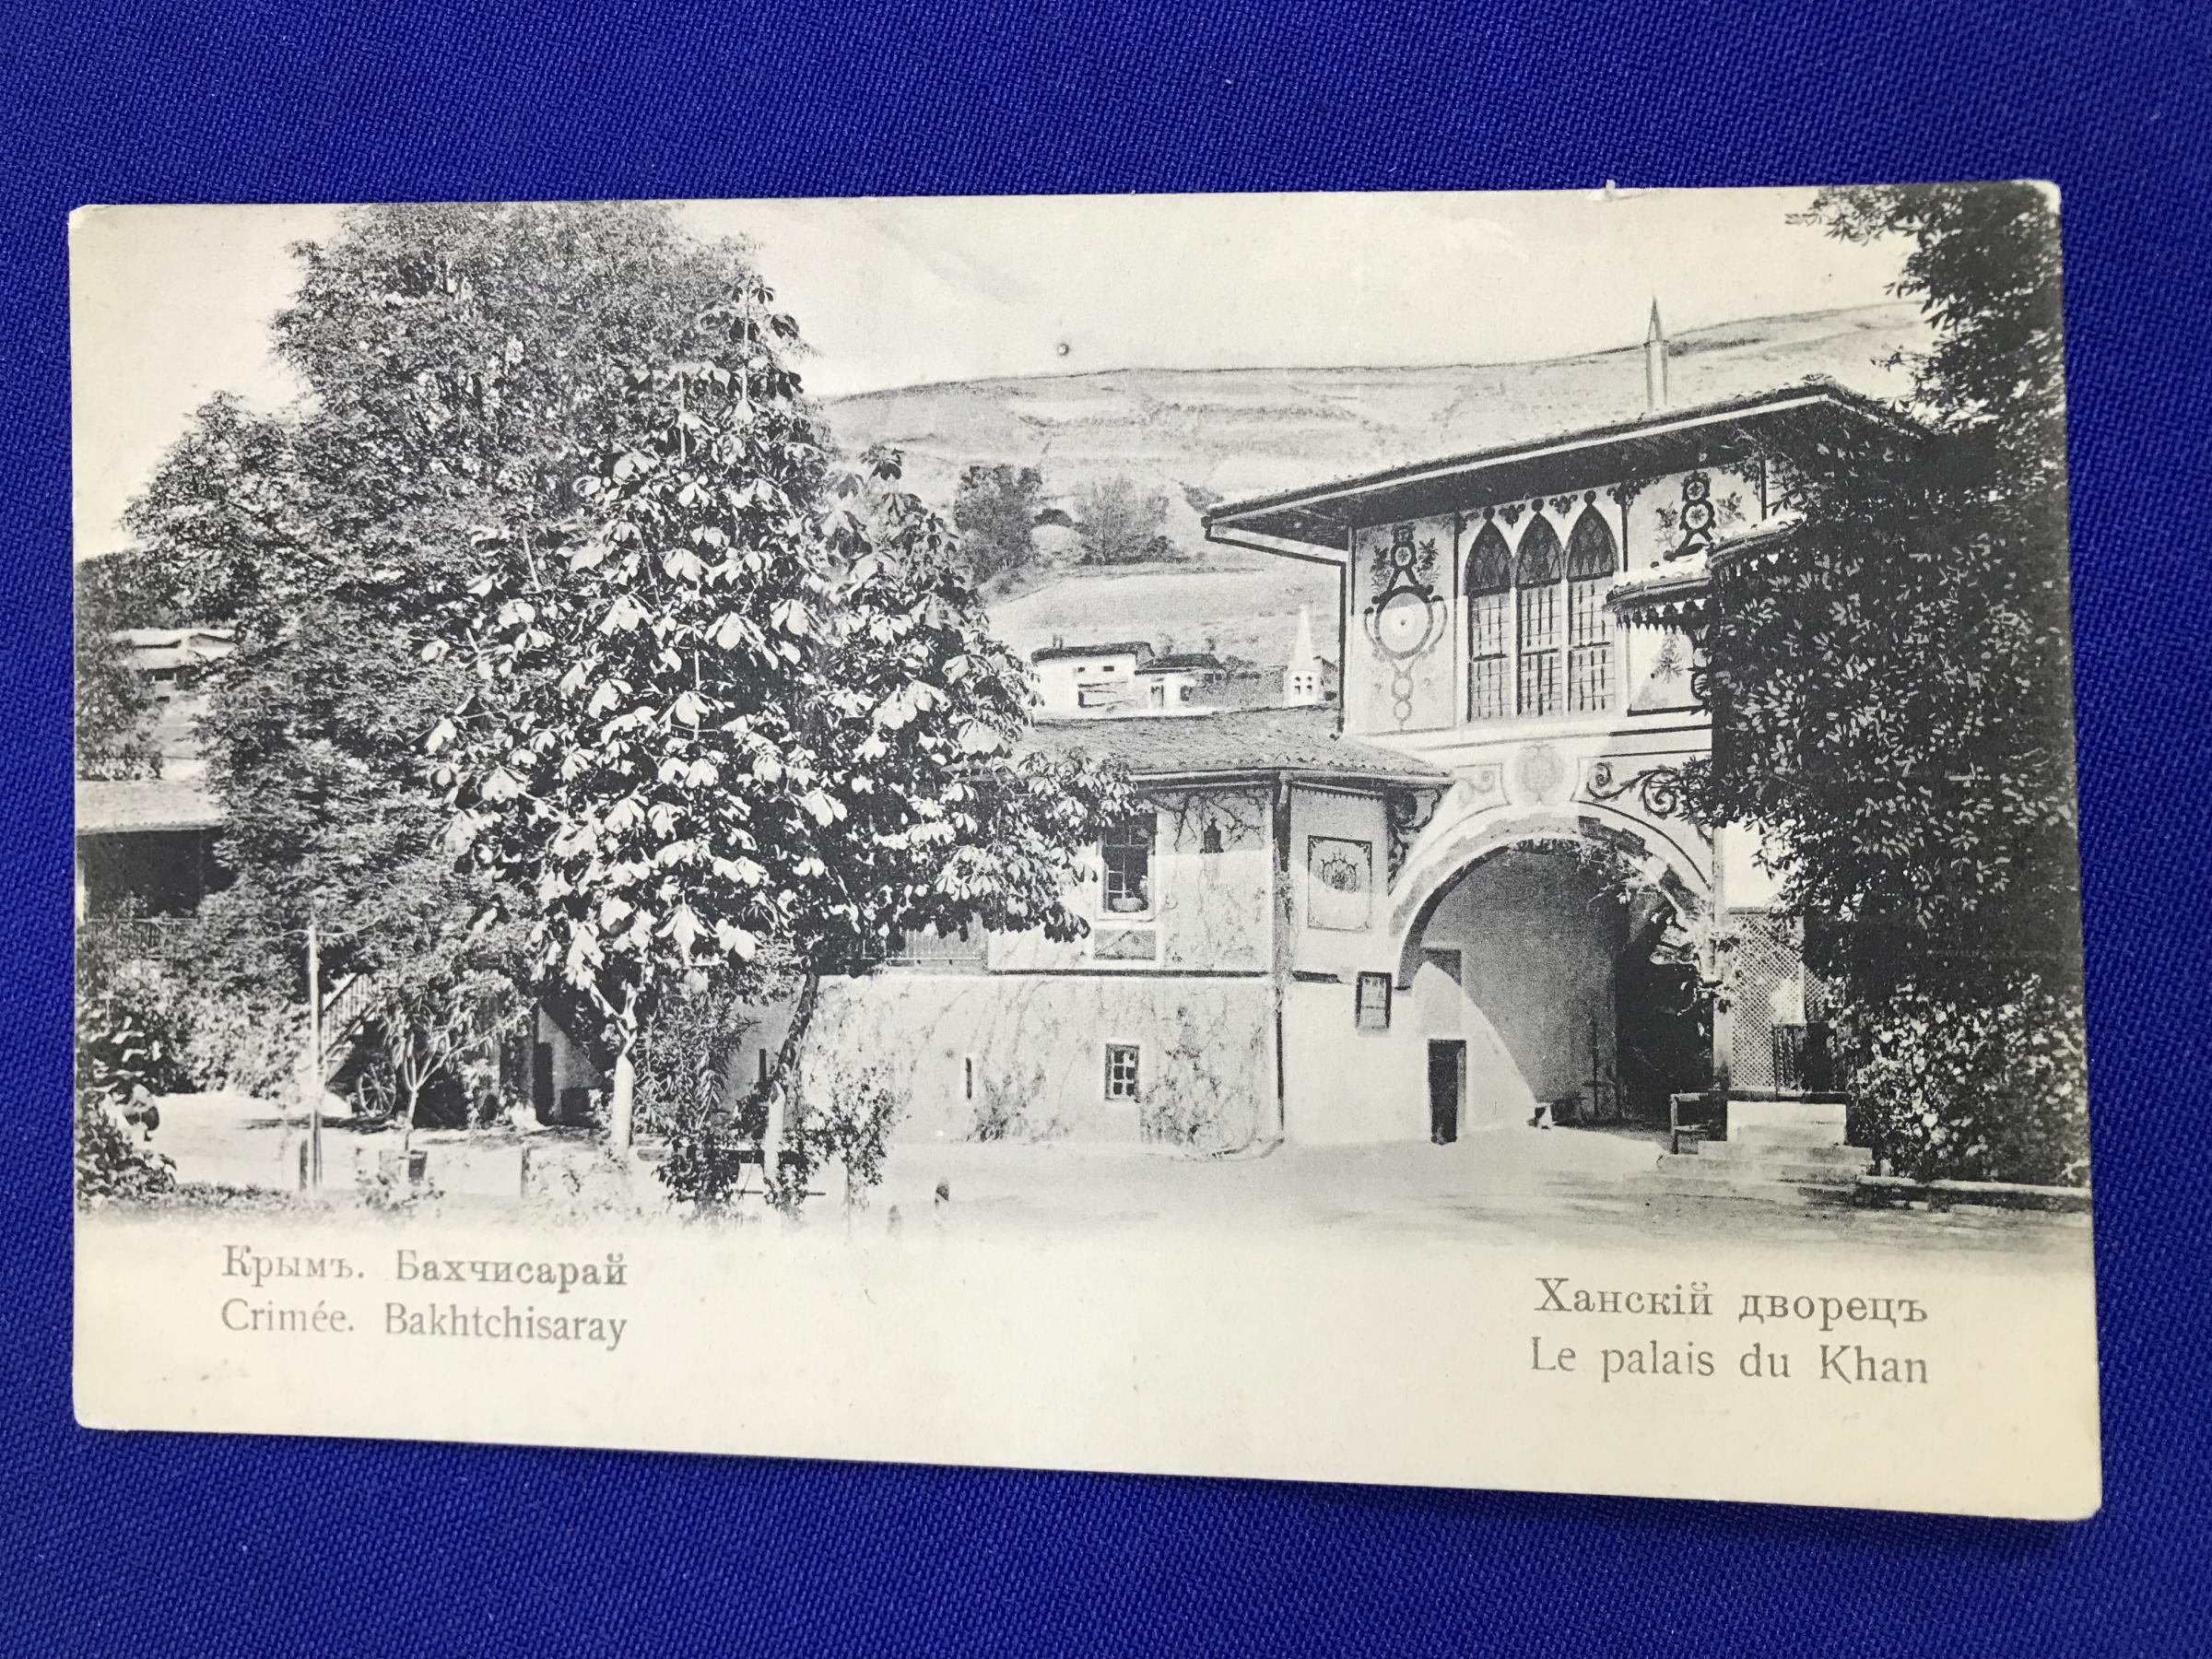 Крымъ. Бахчисарай
Crimée. Bakhtchisaray
Ханскій дворецъ
Le palais du Khan